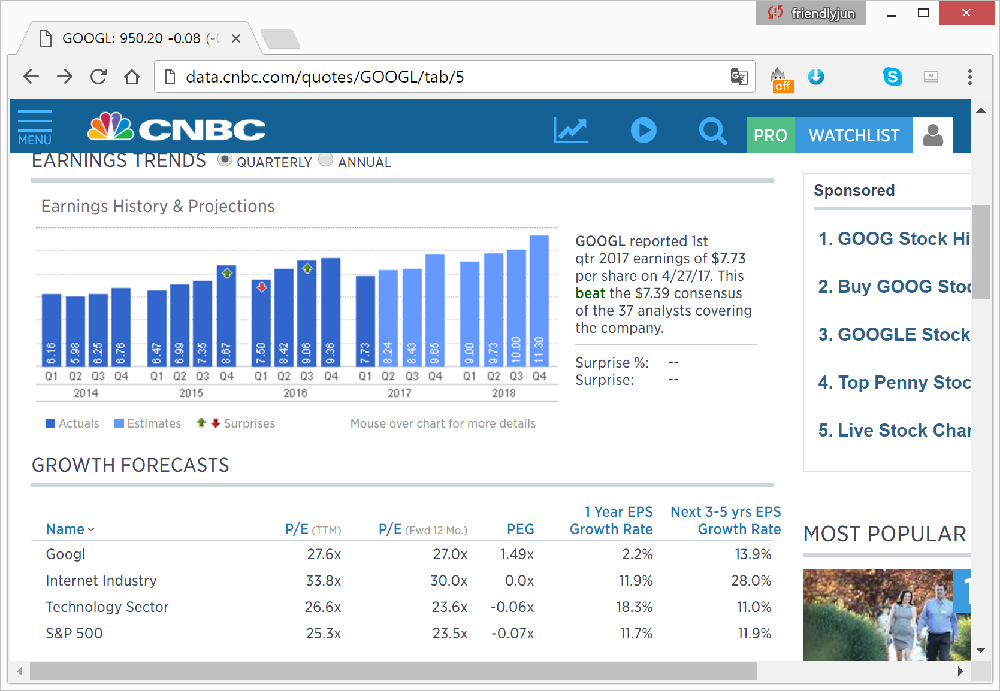 friendlyjun
GOOGL: 950.20 -0.08 (-0
data.cnbc.com/quotes/GOOGL/tab/5
off
S
N
MENU
CNBC
PRO
WATCHLIST
EARNINGS TRENDS QUARTERLY ANNUAL
Earnings History & Projections
6.16 5.98 6.25 6.76 6.47 6.99 7.35 8.67 7.50 8.42 9.06 9.36 7.73 8.24 8.43 9.65 9.00 9.73 10.00 11.30
Q1 Q2 Q3 Q4 Q1 Q2 Q3 Q4 Q1 Q2 Q3 Q4 Q1 Q2 Q3 Q4 Q1 Q2 Q3 Q4
2014 2015 2016 2017 2018
Actuals Estimates Surprises Mouse over chart for more details
GOOGL reported 1st
qtr 2017 earnings of $7.73
per share on 4/27/17. This
beat the $7.39 consensus
of the 37 analysts covering
the company.
Surprise %: --
Surprise: --
GROWTH FORECASTS
Name P/E (TTM) P/E (Fwd 12 Mo.) PEG 1 Year EPS Growth Rate Next 3-5 yrs EPS Growth Rate
Googl 27.6x 27.0x 1.49x 2.2% 13.9%
Internet Industry 33.8x 30.0x 0.0x 11.9% 28.0%
Technology Sector 26.6x 23.6x -0.06x 18.3% 11.0%
S&P 500 25.3x 23.5x -0.07x 11.7% 11.9%
Sponsored
1. GOOG Stock Hi
2. Buy GOOG Stoc
3. GOOGLE Stock
4. Top Penny Stoc
5. Live Stock Char
MOST POPULAR
1